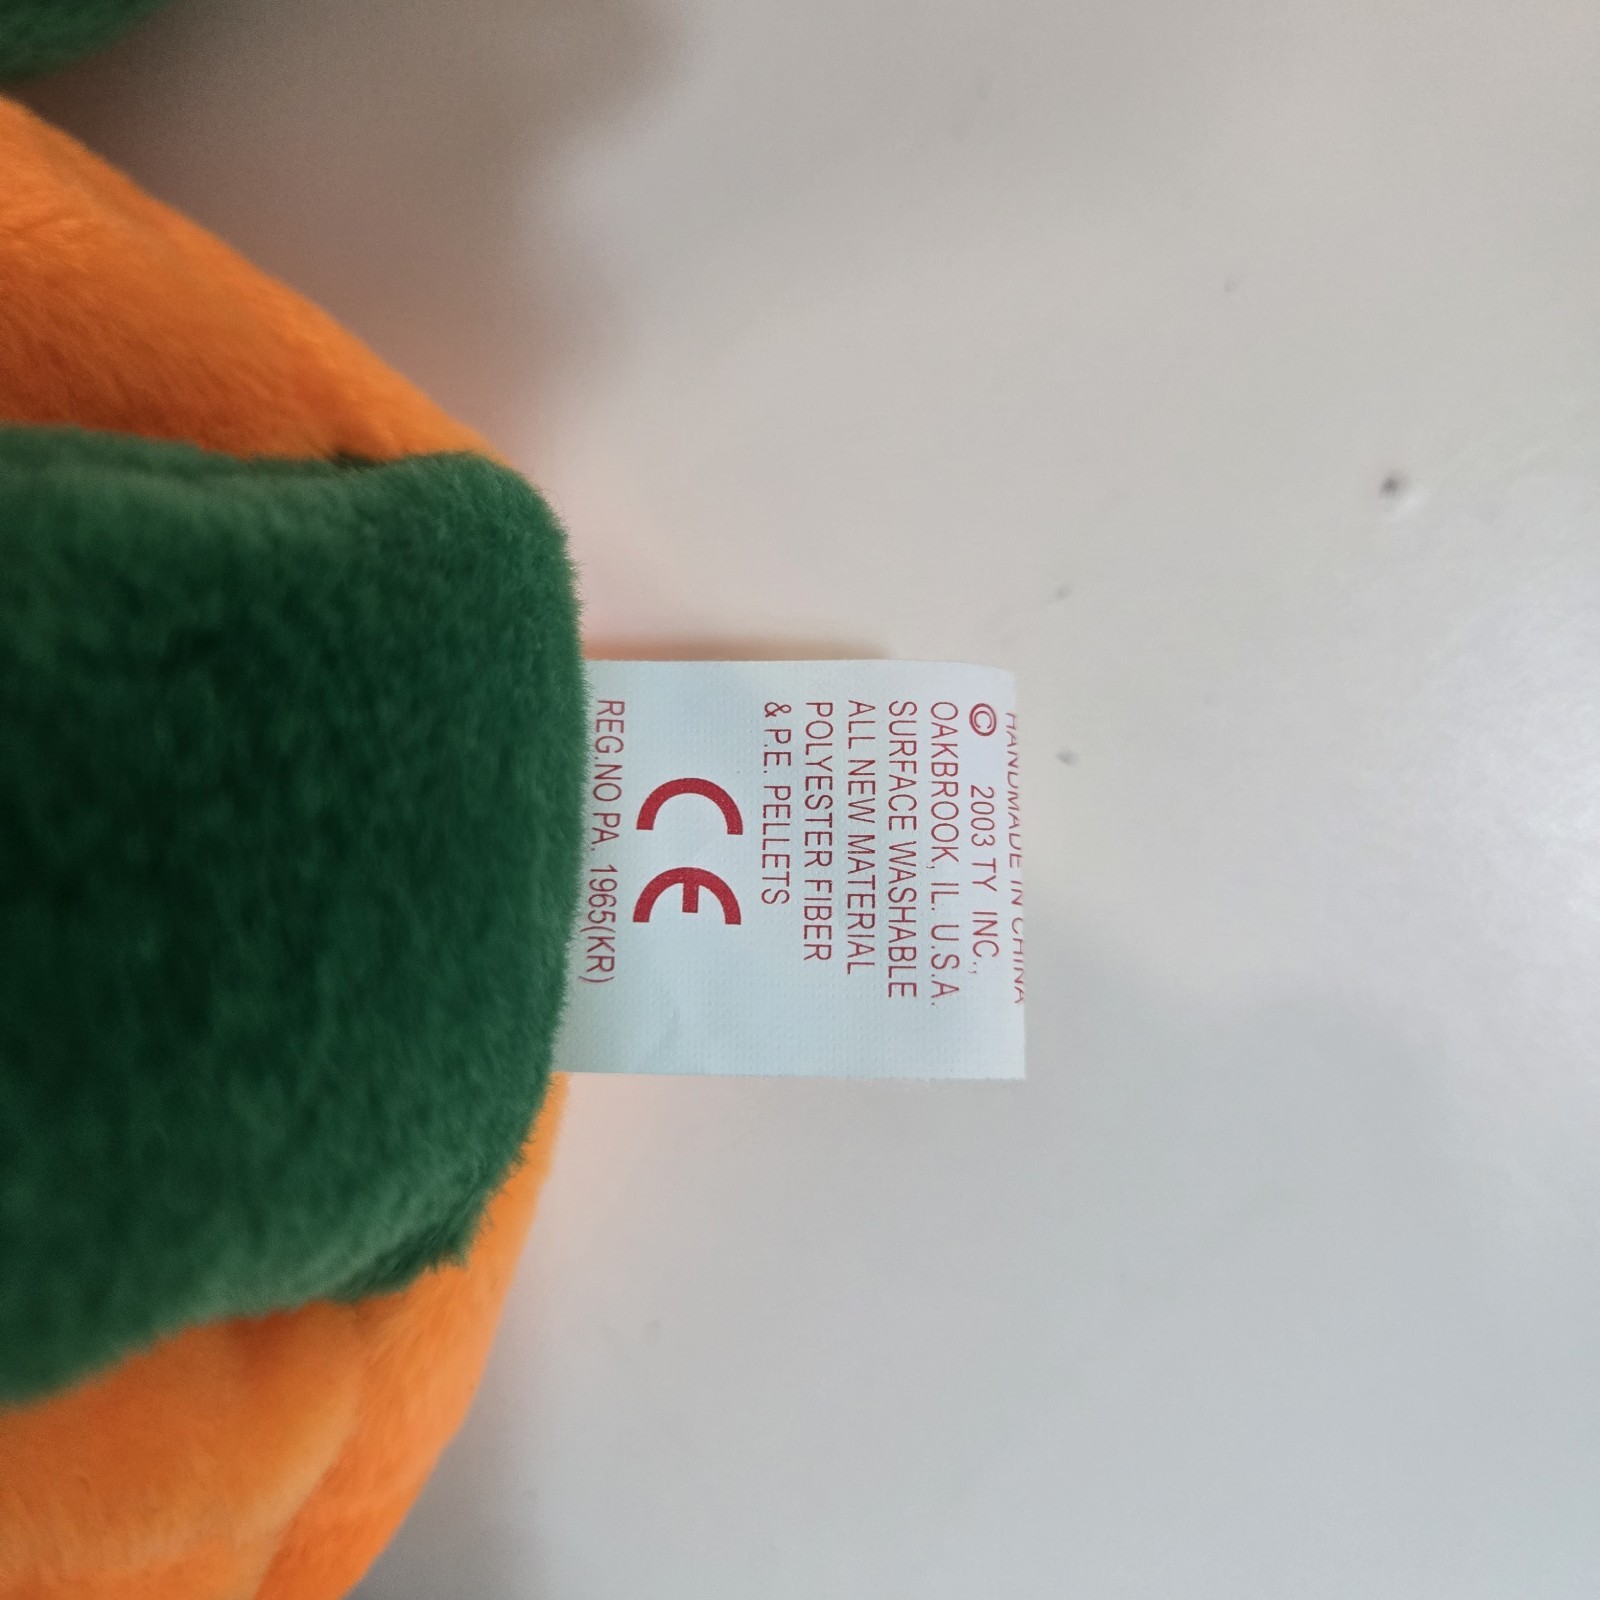 HANDMADE IN CHINA
© 2003 TY INC.,
OAKBROOK, IL. U.S.A.
SURFACE WASHABLE
ALL NEW MATERIAL
POLYESTER FIBER
& P.E. PELLETS
CE
REG.NO PA. 1965(KR)